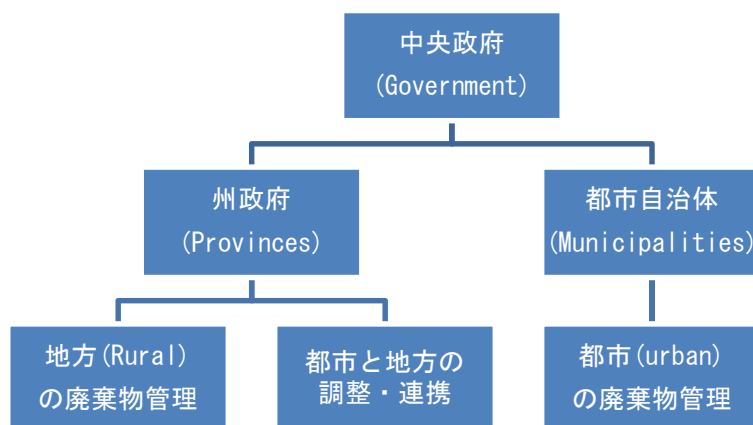 中央政府
(Government)
州政府
(Provinces)
都市自治体
(Municipalities)
地方(Rural)
の廃棄物管理
都市と地方の
調整・連携
都市(urban)
の廃棄物管理